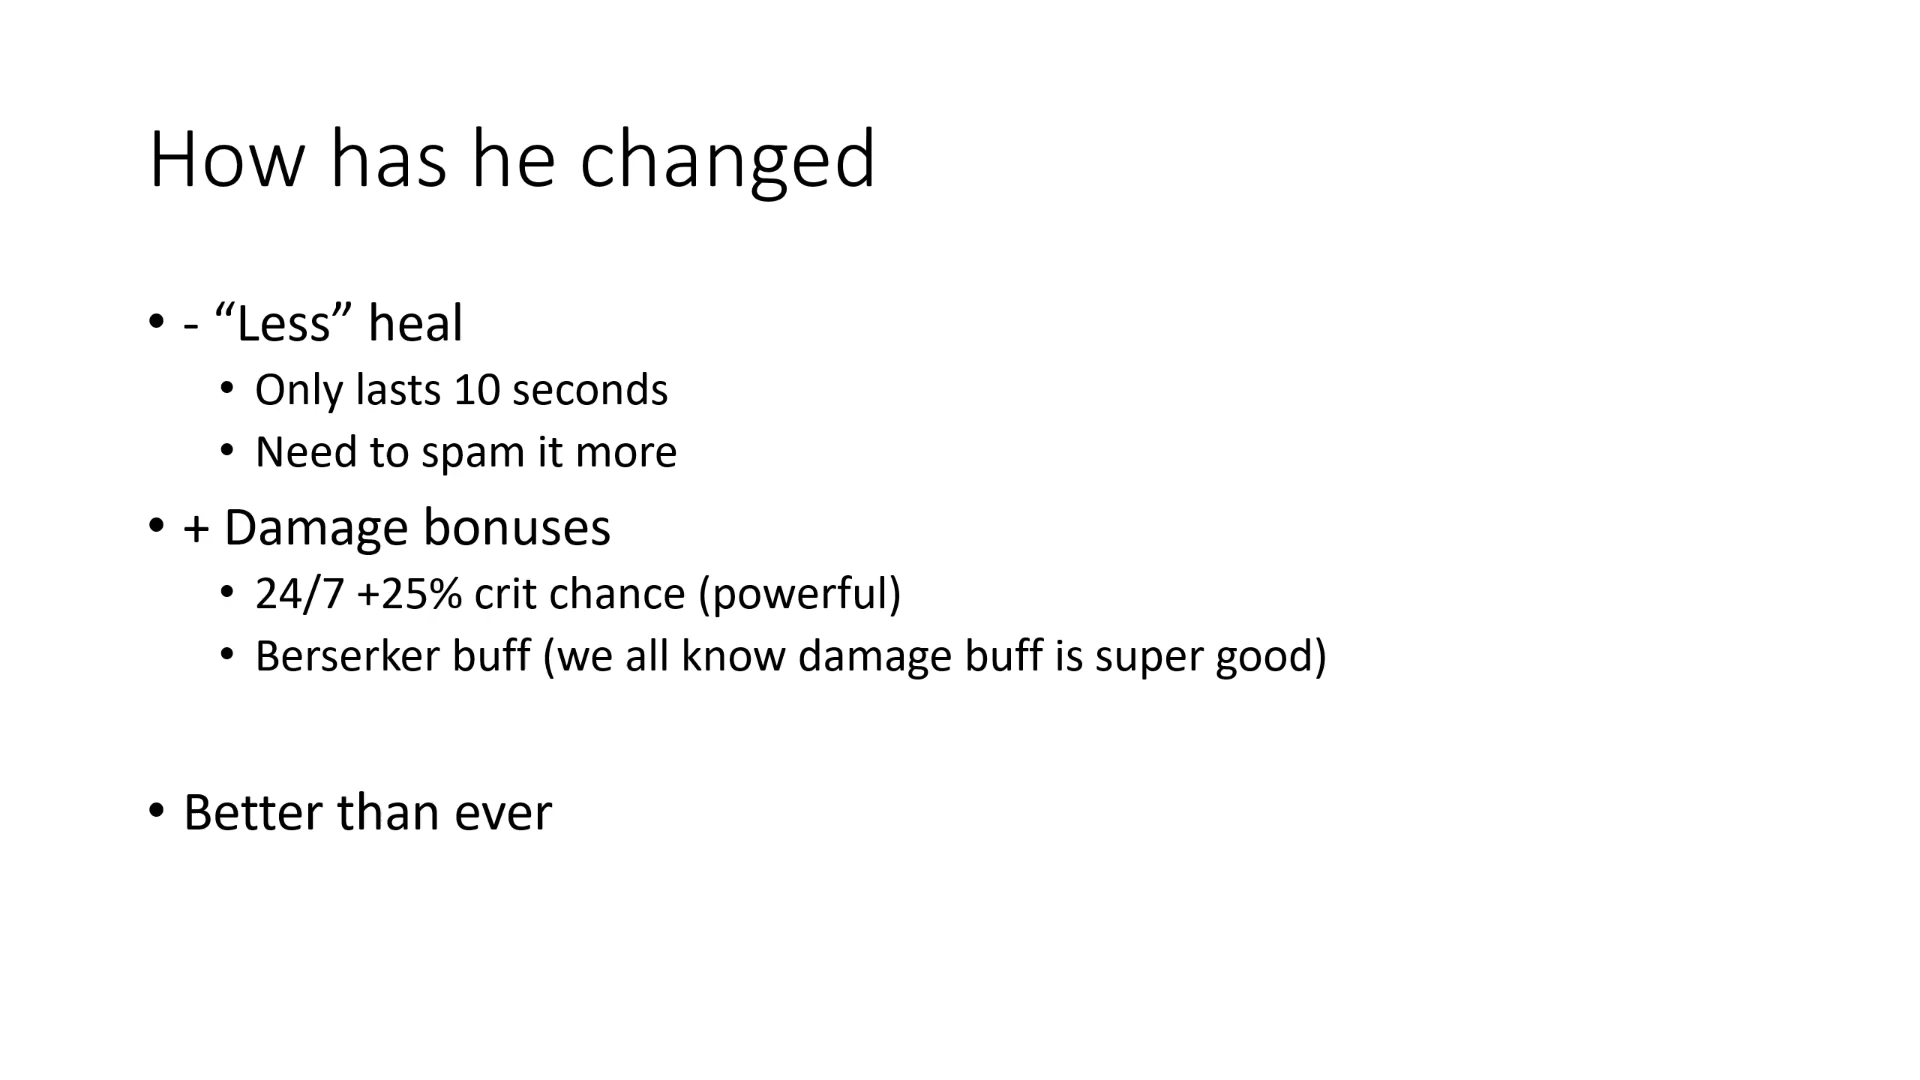 How has he changed
• - “Less” heal
• Only lasts 10 seconds
• Need to spam it more
• + Damage bonuses
• 24/7 +25% crit chance (powerful)
• Berserker buff (we all know damage buff is super good)
• Better than ever